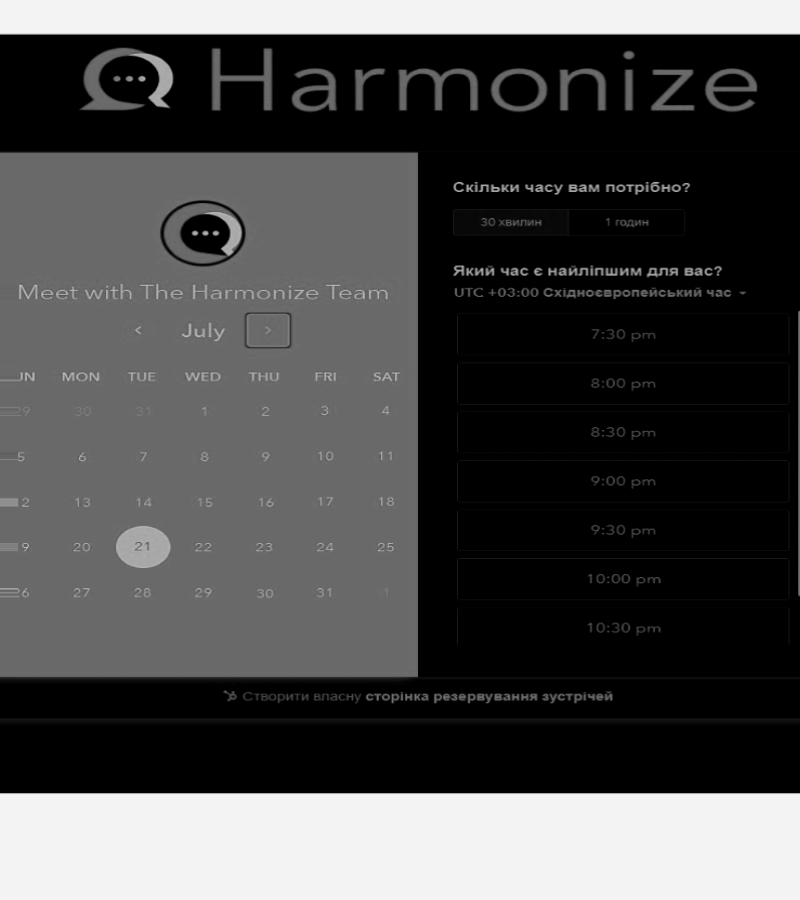 Harmonize
Meet with The Harmonize Team
July
UN MON TUE WED THU FRI SAT
29 30 31 1 2 3 4
5 6 7 8 9 10 11
2 13 14 15 16 17 18
9 20 21 22 23 24 25
26 27 28 29 30 31 1
Скільки часу вам потрібно?
30 хвилин 1 годин
Який час є найліпшим для вас?
UTC +03:00 Східноєвропейський час
7:30 pm
8:00 pm
8:30 pm
9:00 pm
9:30 pm
10:00 pm
10:30 pm
Створити власну сторінка резервування зустрічей